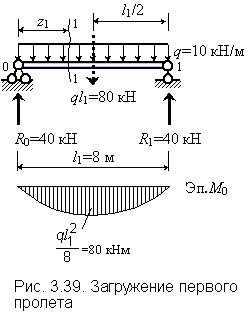 z₁ 1 l₁/2
q=10 кН/м
0 1 1
ql₁=80 кН
R₀=40 кН R₁=40 кН
l₁=8 м
Эп.M₀
ql₁²/8 =80 кНм
Рис. 3.39. Загружение первого
пролета